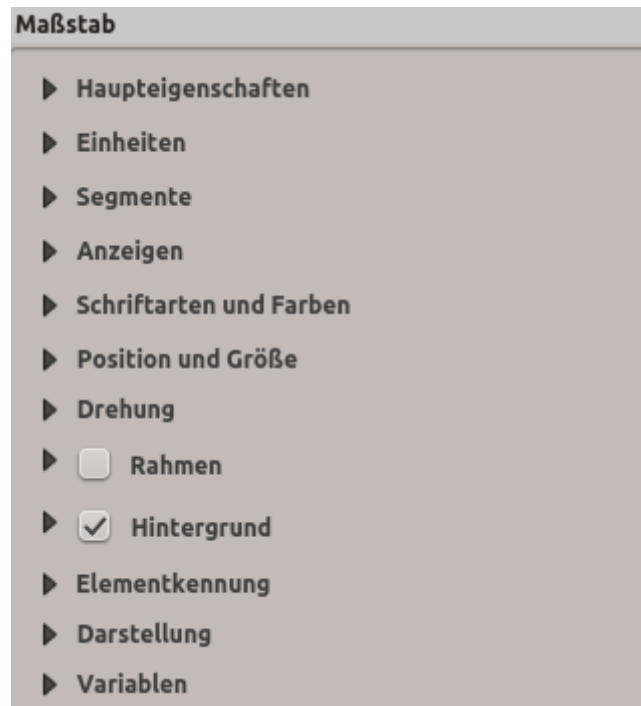 Maßstab
Haupteigenschaften
Einheiten
Segmente
Anzeigen
Schriftarten und Farben
Position und Größe
Drehung
Rahmen
Hintergrund
Elementkennung
Darstellung
Variablen